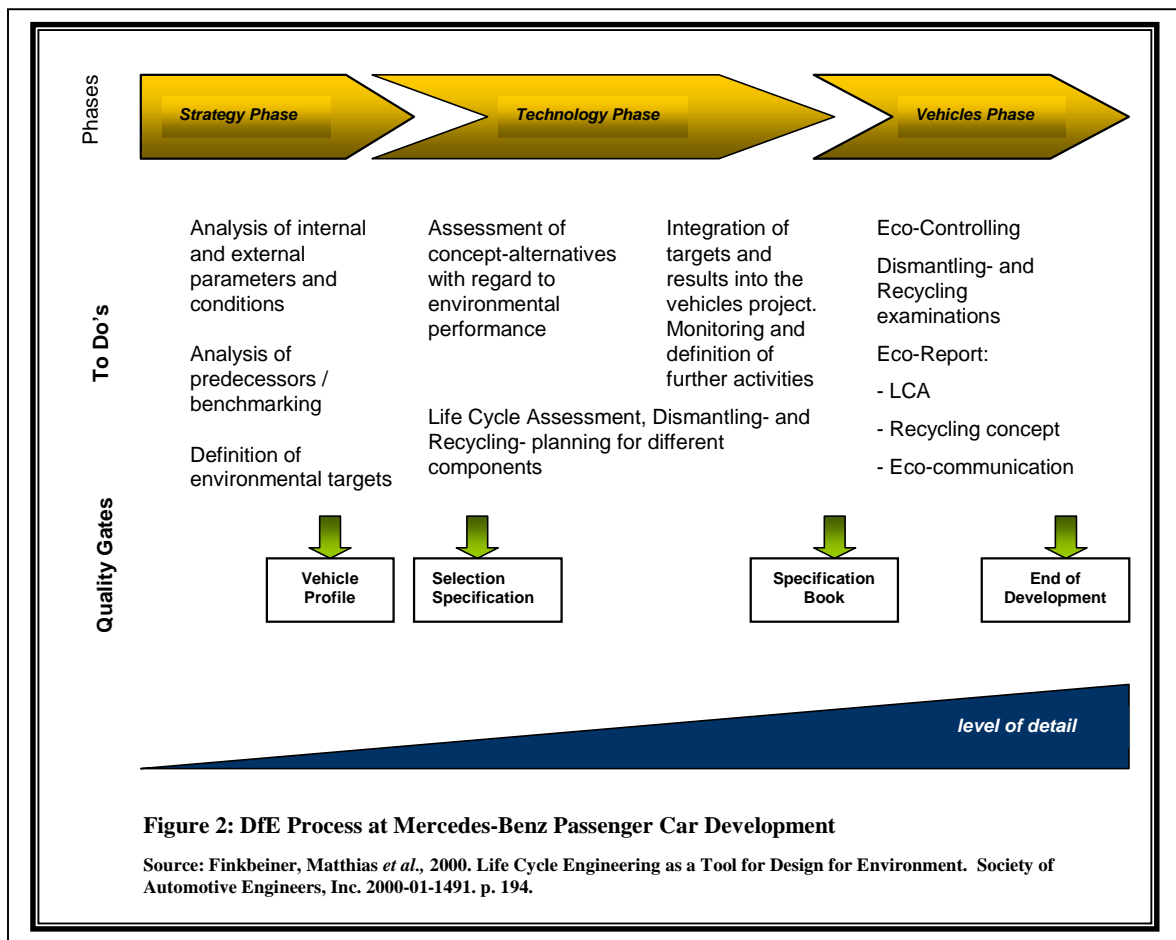 Phases
Strategy Phase
Technology Phase
Vehicles Phase
To Do's
Analysis of internal
and external
parameters and
conditions
Analysis of
predecessors /
benchmarking
Definition of
environmental targets
Assessment of
concept-alternatives
with regard to
environmental
performance
Integration of
targets and
results into the
vehicles project.
Monitoring and
definition of
further activities
Life Cycle Assessment, Dismantling- and
Recycling- planning for different
components
Eco-Controlling
Dismantling- and
Recycling
examinations
Eco-Report:
- LCA
- Recycling concept
- Eco-communication
Quality Gates
Vehicle
Profile
Selection
Specification
Specification
Book
End of
Development
level of detail
Figure 2: DfE Process at Mercedes-Benz Passenger Car Development
Source: Finkbeiner, Matthias et al., 2000. Life Cycle Engineering as a Tool for Design for Environment. Society of
Automotive Engineers, Inc. 2000-01-1491. p. 194.